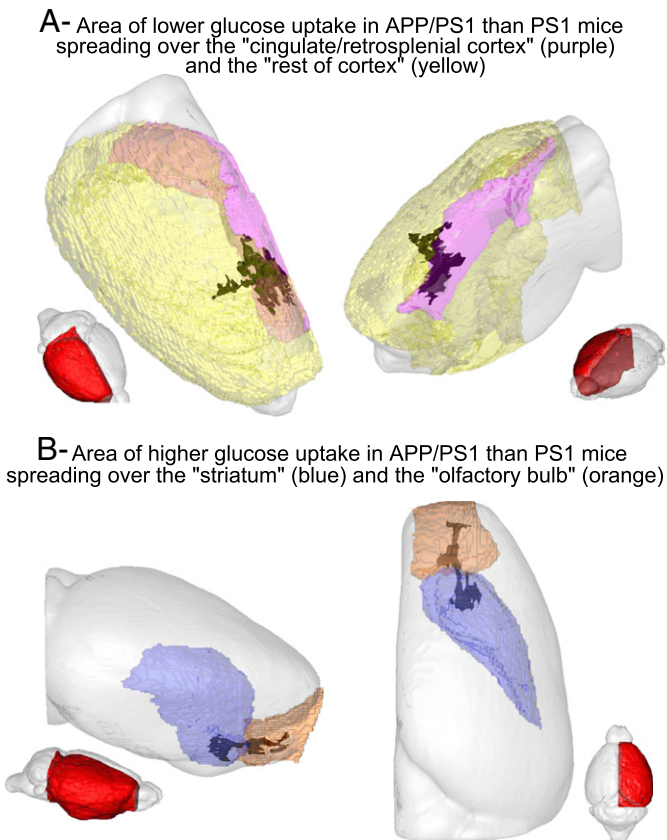 A- Area of lower glucose uptake in APP/PS1 than PS1 mice
spreading over the "cingulate/retrosplenial cortex" (purple)
and the "rest of cortex" (yellow)
B- Area of higher glucose uptake in APP/PS1 than PS1 mice
spreading over the "striatum" (blue) and the "olfactory bulb" (orange)